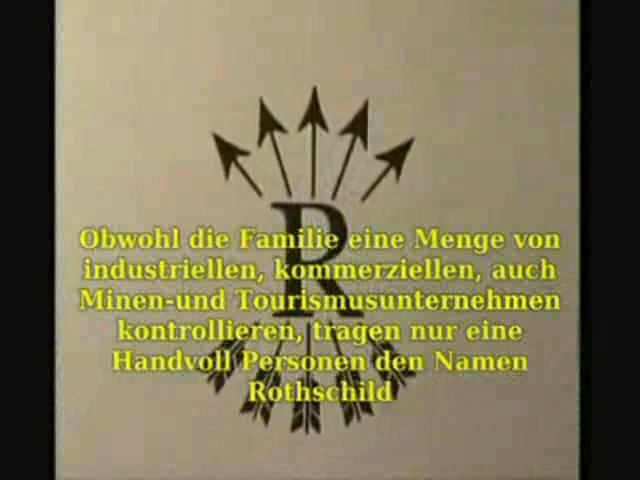 R
Obwohl die Familie eine Menge von
industriellen, kommerziellen, auch
Minen-und Tourismusunternehmen
kontrollieren, tragen nur eine
Handvoll Personen den Namen
Rothschild